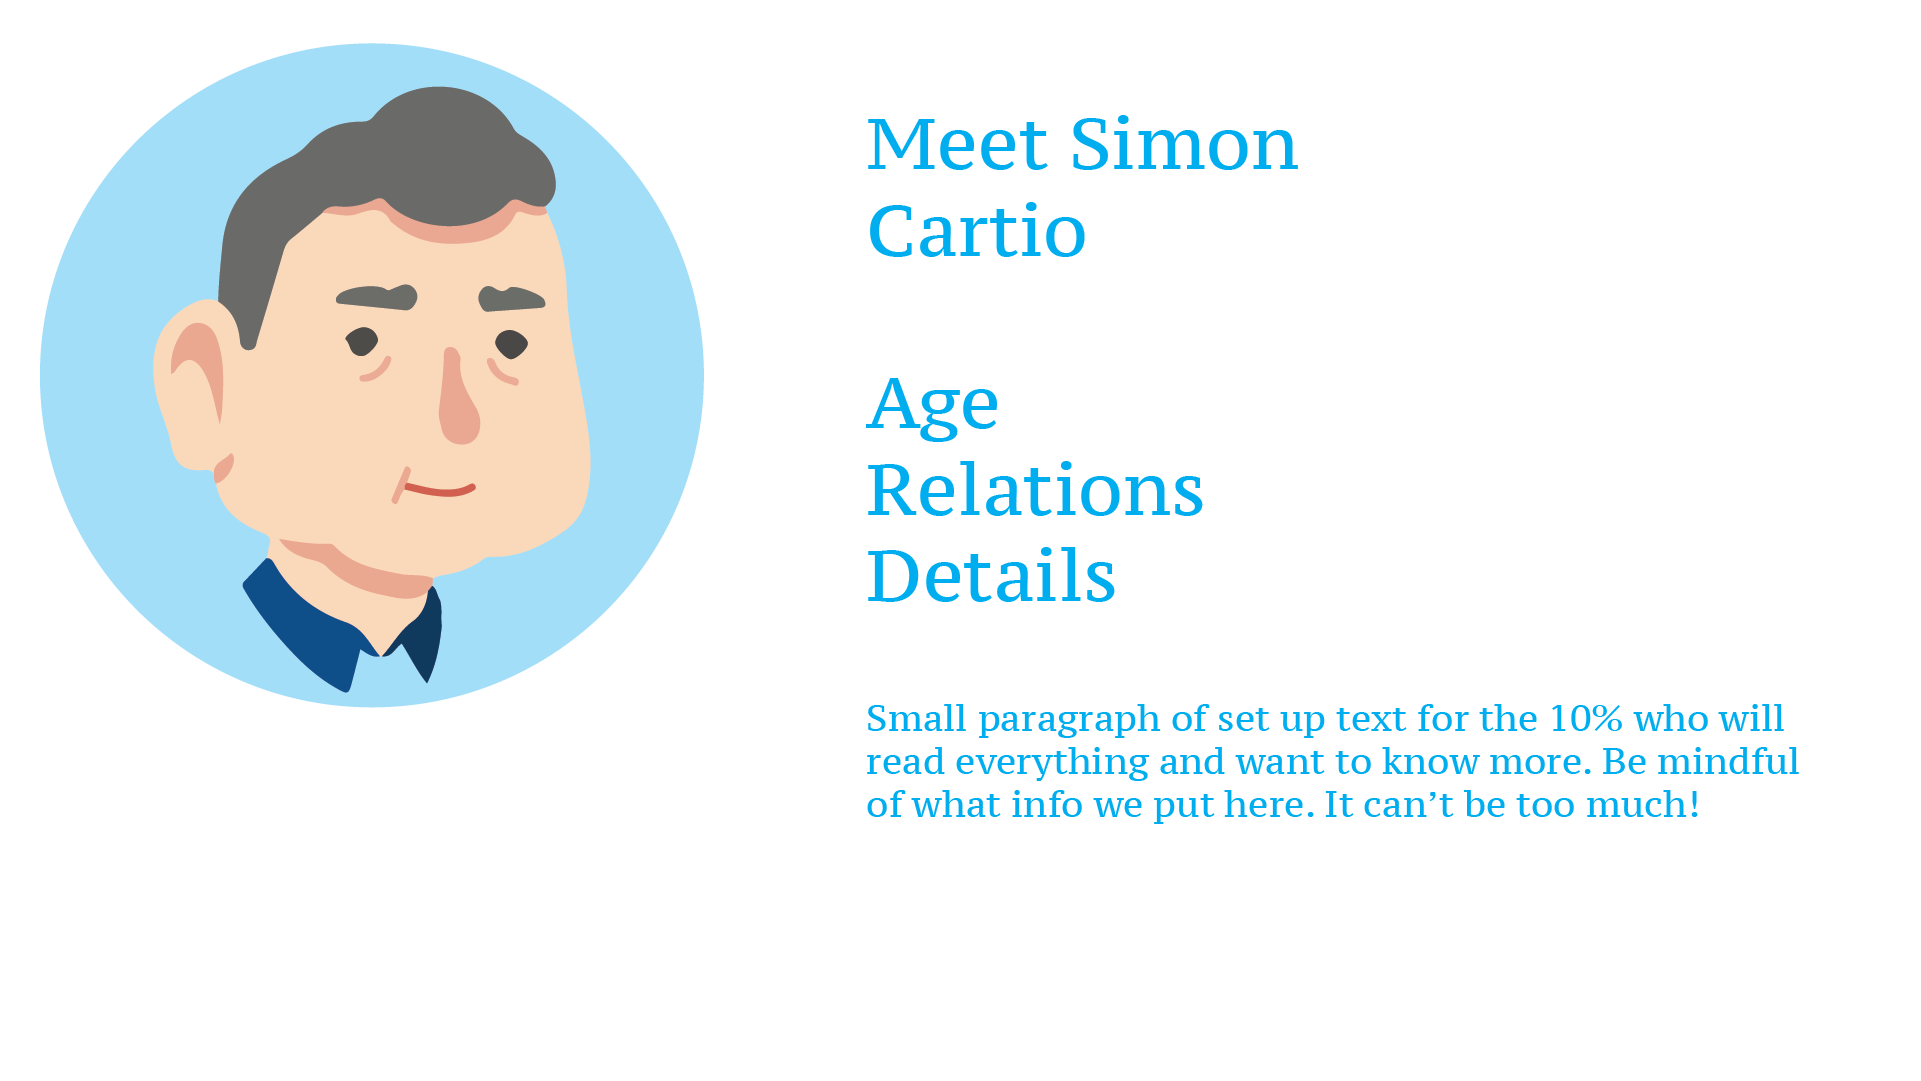 Meet Simon
Cartio
Age
Relations
Details
Small paragraph of set up text for the 10% who will
read everything and want to know more. Be mindful
of what info we put here. It can’t be too much!